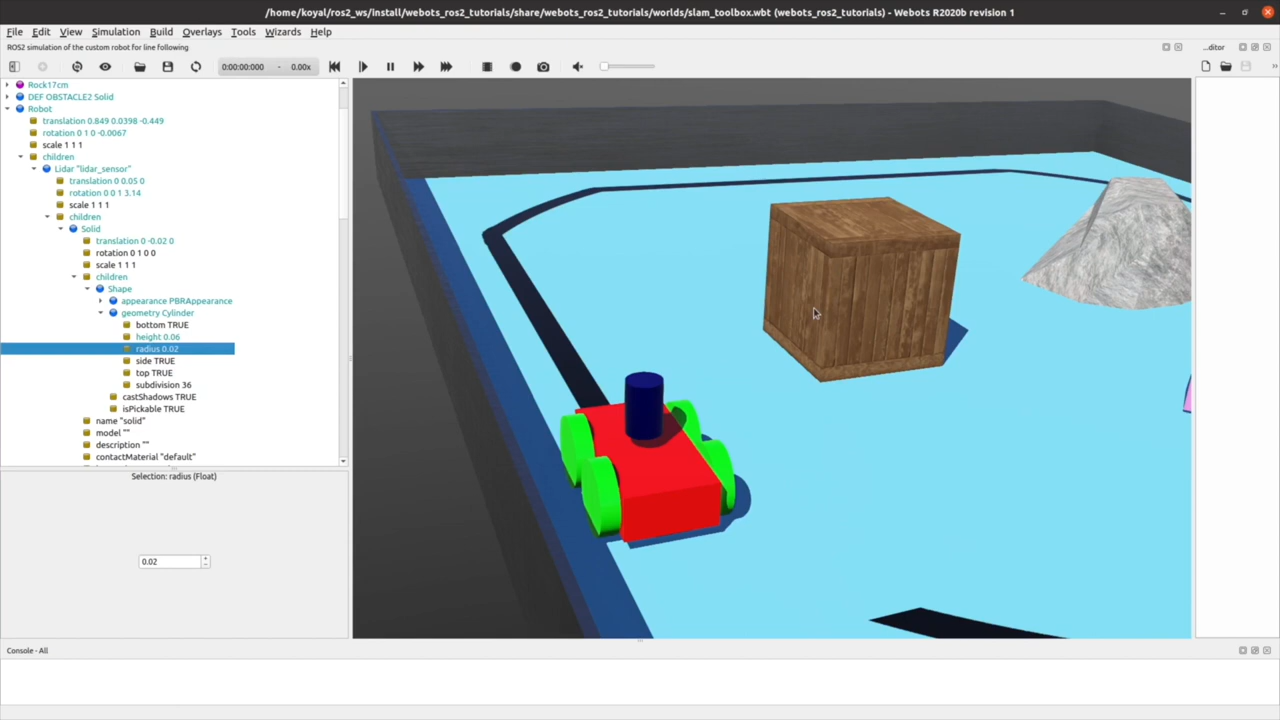 /home/koyal/ros2_ws/install/webots_ros2_tutorials/share/webots_ros2_tutorials/worlds/slam_toolbox.wbt (webots_ros2_tutorials) - Webots R2020b revision 1
File Edit View Simulation Build Overlays Tools Wizards Help
ROS2 simulation of the custom robot for line following
...ditor
0:00:00:000 - 0.00x
Rock17cm
DEF OBSTACLE2 Solid
Robot
translation 0.849 0.0398 -0.449
rotation 0 1 0 -0.0067
scale 1 1 1
children
Lidar "lidar_sensor"
translation 0 0.05 0
rotation 0 0 1 3.14
scale 1 1 1
children
Solid
translation 0 -0.02 0
rotation 0 1 0 0
scale 1 1 1
children
Shape
appearance PBRAppearance
geometry Cylinder
bottom TRUE
height 0.06
radius 0.02
side TRUE
top TRUE
subdivision 36
castShadows TRUE
isPickable TRUE
name "solid"
model ""
description ""
contactMaterial "default"
Selection: radius (Float)
0.02
Console - All